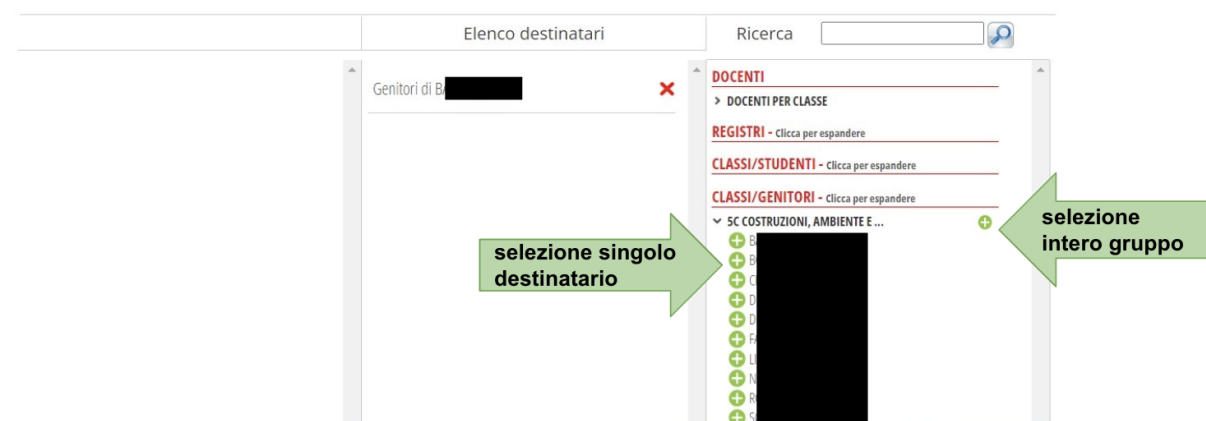 Elenco destinatari
Ricerca
Genitori di
DOCENTI
> DOCENTI PER CLASSE
REGISTRI - Clicca per espandere
CLASSI/STUDENTI - Clicca per espandere
CLASSI/GENITORI - Clicca per espandere
5C COSTRUZIONI, AMBIENTE E ...
selezione singolo
destinatario
selezione
intero gruppo